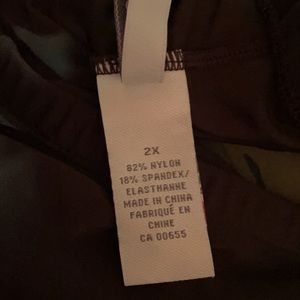 2X
82% NYLON
18% SPANDEX/
ELASTHANNE
MADE IN CHINA
FABRIQUÉ EN
CHINE
CA 00655